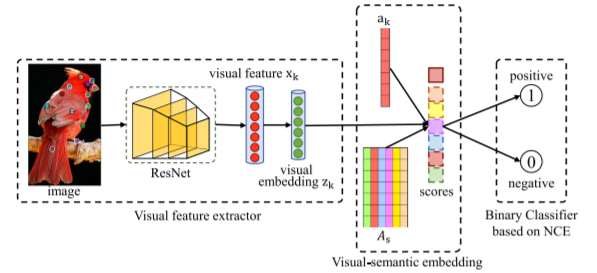 a_k
visual feature x_k
positive
1
ResNet
image
visual
embedding z_k
0
negative
scores
A_s
Visual feature extractor
Binary Classifier
based on NCE
Visual-semantic embedding